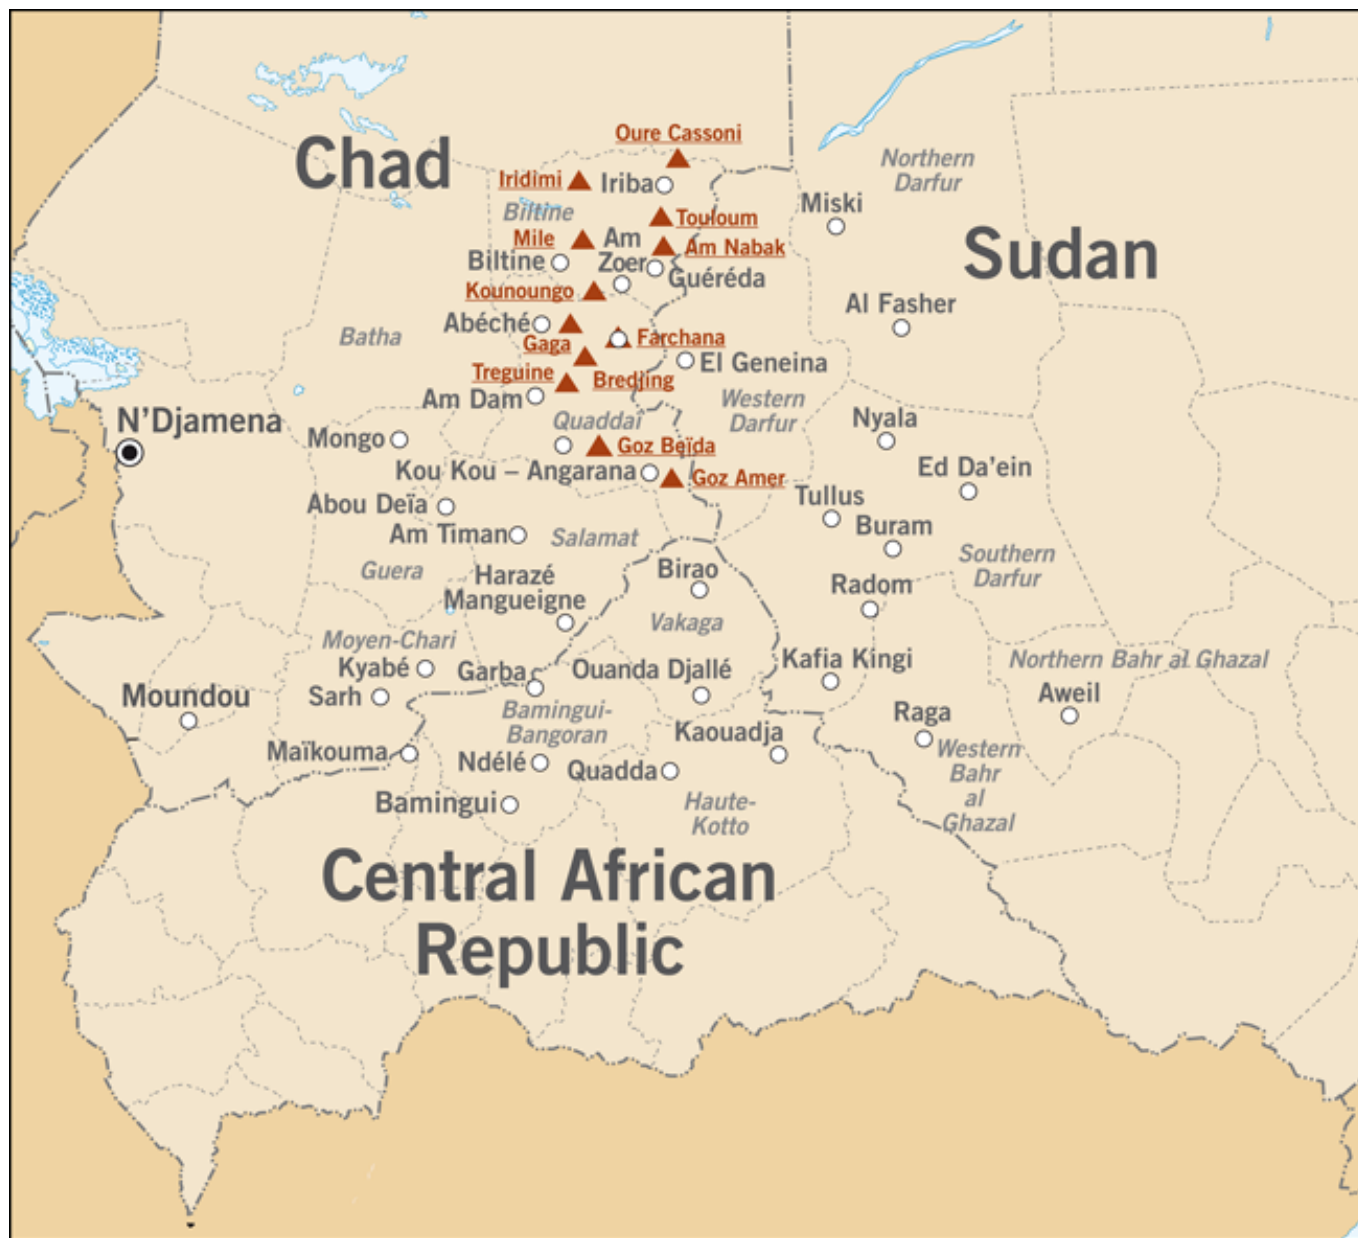 Oure Cassoni
Chad
Northern
Darfur
Iridimi
Iriba
Miski
Biltine
Touloum
Sudan
Mile
Am
Zoer
Am Nabak
Biltine
Guéréda
Kounoungo
Al Fasher
Abéché
Batha
Gaga
Farchana
El Geneina
Treguine
Bredjing
Am Dam
Western
Darfur
N'Djamena
Quaddai
Nyala
Mongo
Goz Beïda
Kou Kou – Angarana
Goz Amer
Ed Da'ein
Abou Deïa
Tullus
Am Timan
Salamat
Buram
Southern
Darfur
Guera
Harazé
Mangueigne
Birao
Radom
Vakaga
Moyen-Chari
Kyabé
Garba
Ouanda Djallé
Kafia Kingi
Northern Bahr al Ghazal
Moundou
Sarh
Aweil
Bamingui-
Bangoran
Raga
Kaouadja
Maïkouma
Ndélé
Quadda
Western
Bahr
al
Ghazal
Bamingui
Haute-
Kotto
Central African
Republic